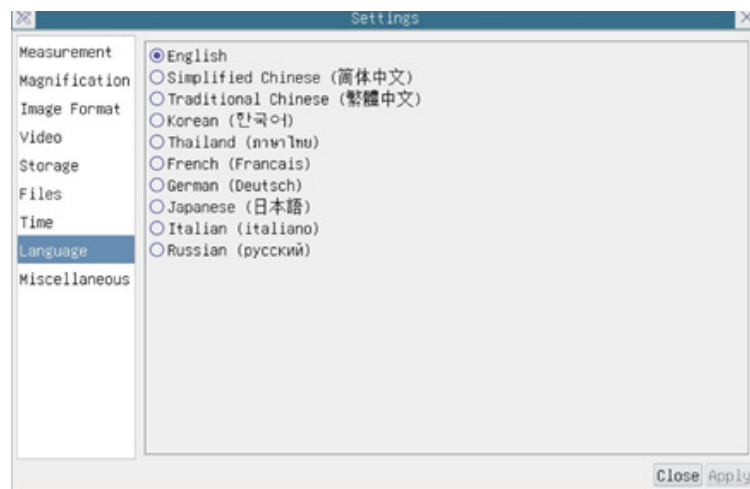 Settings
Measurement
Magnification
Image Format
Video
Storage
Files
Time
Language
Miscellaneous
English
Simplified Chinese (简体中文)
Traditional Chinese (繁體中文)
Korean (한국어)
Thailand (ภาษาไทย)
French (Francais)
German (Deutsch)
Japanese (日本語)
Italian (italiano)
Russian (русский)
Close Apply